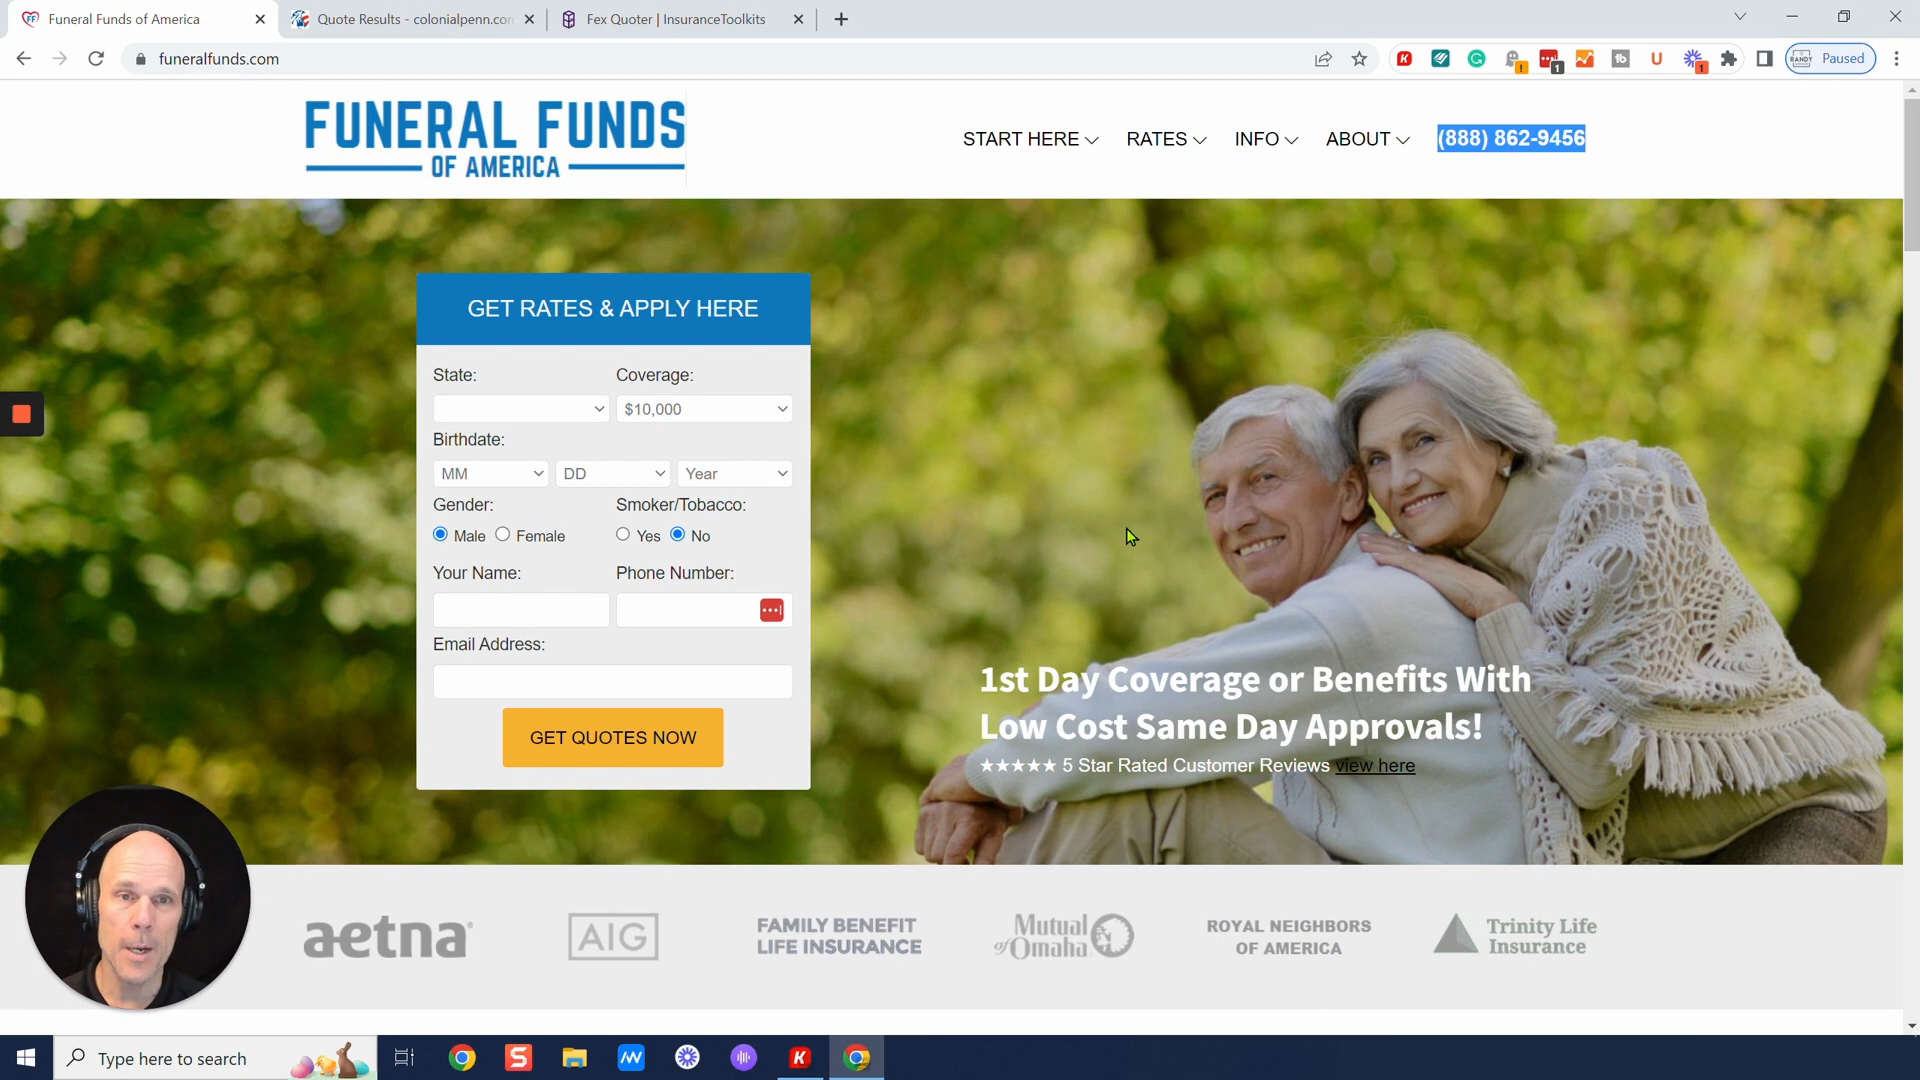 Funeral Funds of America
Quote Results - colonialpenn.com
Fex Quoter | InsuranceToolkits
funeralfunds.com
1
1
RANDY
Paused
FUNERAL FUNDS
OF AMERICA
START HERE
RATES
INFO
ABOUT
(888) 862-9456
GET RATES & APPLY HERE
State:
Coverage:
$10,000
Birthdate:
MM
DD
Year
Gender:
Smoker/Tobacco:
Male
Female
Yes
No
Your Name:
Phone Number:
Email Address:
GET QUOTES NOW
1st Day Coverage or Benefits With
Low Cost Same Day Approvals!
★★★★★ 5 Star Rated Customer Reviews view here
aetna
AIG
FAMILY BENEFIT
LIFE INSURANCE
Mutual
of Omaha
ROYAL NEIGHBORS
OF AMERICA
Trinity Life
Insurance
Type here to search